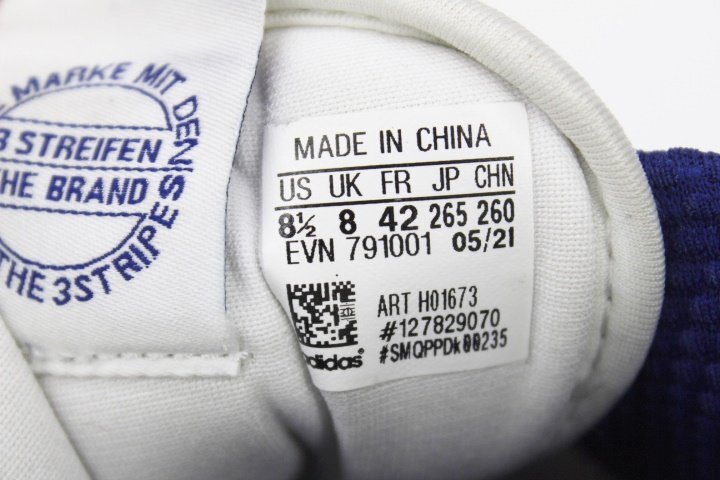 MARKE MIT DEN
3 STREIFEN
THE BRAND
THE 3STRIPES
MADE IN CHINA
US UK FR JP CHN
8½ 8 42 265 260
EVN 791001 05/21
ART H01673
#127829070
adidas